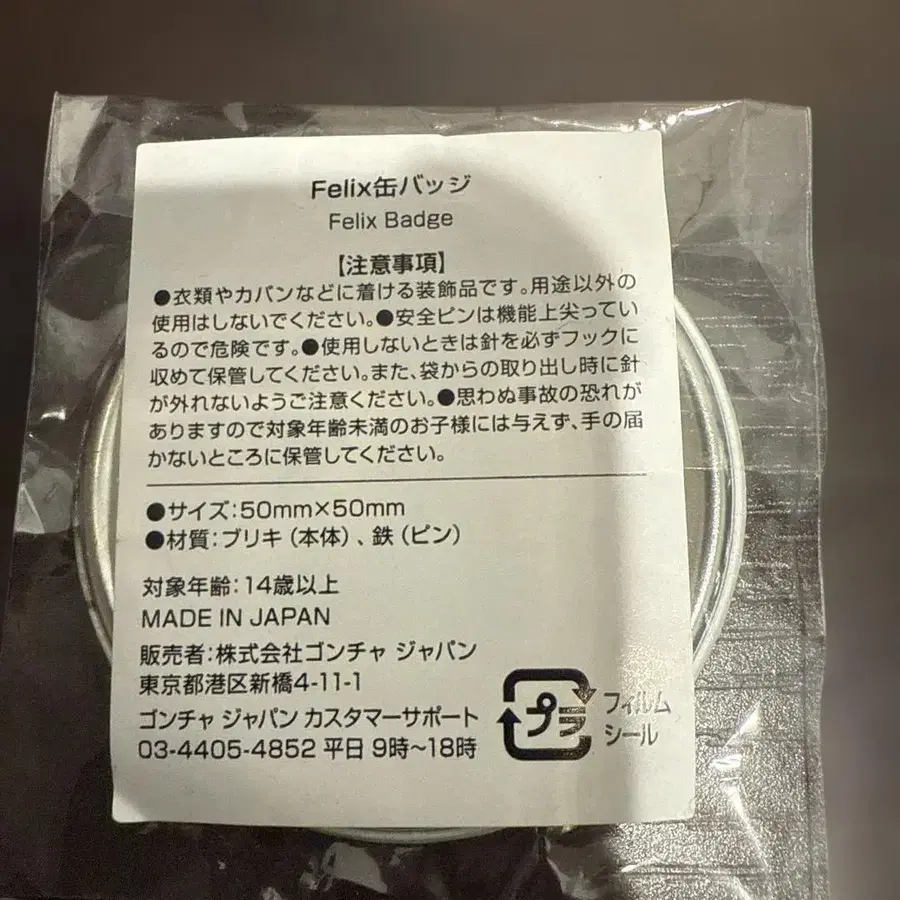 Felix缶バッジ
Felix Badge
【注意事項】
●衣類やカバンなどに着ける装飾品です。用途以外の
使用はしないでください。●安全ピンは機能上尖ってい
るので危険です。●使用しないときは針を必ずフックに
収めて保管してください。また、袋からの取り出し時に針
が外れないようご注意ください。●思わぬ事故の恐れが
ありますので対象年齢未満のお子様には与えず、手の届
かないところに保管してください。
●サイズ:50mm×50mm
●材質:ブリキ(本体)、鉄(ピン)
対象年齢:14歳以上
MADE IN JAPAN
販売者:株式会社ゴンチャ ジャパン
東京都港区新橋4-11-1
ゴンチャ ジャパン カスタマーサポート
03-4405-4852 平日 9時~18時
プラ
フィルム
シール